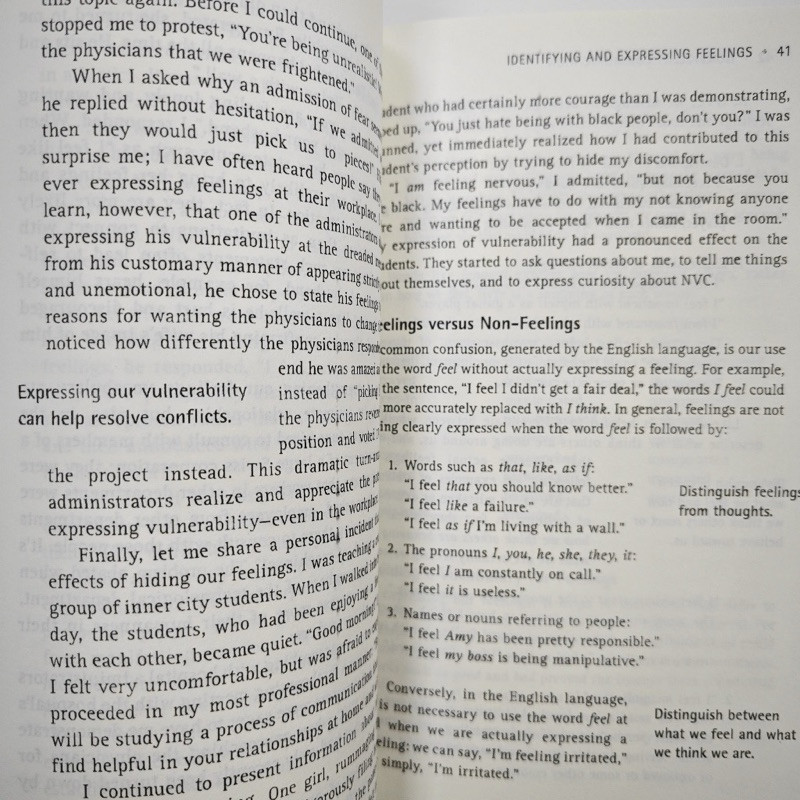 this topic again. Before I could continue, one of
stopped me to protest, "You're being unrealistic!
the physicians that we were frightened."
When I asked why an admission of fear
he replied without hesitation, "If we
then they would just pick us to pieces!"
surprise me; I have often heard people say
ever expressing feelings at their workplace.
learn, however, that one of the
expressing his vulnerability at the dreaded
from his customary manner of appearing
and unemotional, he chose to state his
reasons for wanting the physicians to change
noticed how differently the physicians
end he was
instead of "picking
the physicians
position and
Expressing our vulnerability
can help resolve conflicts.
the project instead. This dramatic
administrators realize and appreciate the
expressing vulnerability—even in the
Finally, let me share a personal incident
effects of hiding our feelings. I was teaching
group of inner city students. When I walked
day, the students, who had been enjoying
with each other, became quiet. "Good
I felt very uncomfortable, but was afraid to
proceeded in my most professional
will be studying a process of
find helpful in your relationships at home and
I continued to present information
One girl,
IDENTIFYING AND EXPRESSING FEELINGS • 41
who had certainly more courage than I was demonstrating,
up, "You just hate being with black people, don't you?" I was
yet immediately realized how I had contributed to this
perception by trying to hide my discomfort.
"I am feeling nervous," I admitted, "but not because you
black. My feelings have to do with my not knowing anyone
and wanting to be accepted when I came in the room."
expression of vulnerability had a pronounced effect on the
They started to ask questions about me, to tell me things
themselves, and to express curiosity about NVC.
eelings versus Non-Feelings
common confusion, generated by the English language, is our use
the word feel without actually expressing a feeling. For example,
the sentence, "I feel I didn't get a fair deal," the words I feel could
more accurately replaced with I think. In general, feelings are not
ing clearly expressed when the word feel is followed by:
1. Words such as that, like, as if:
"I feel that you should know better."
"I feel like a failure."
"I feel as if I'm living with a wall."
Distinguish feelings
from thoughts.
2. The pronouns I, you, he, she, they, it:
"I feel I am constantly on call."
"I feel it is useless."
3. Names or nouns referring to people:
"I feel Amy has been pretty responsible."
"I feel my boss is being manipulative."
Conversely, in the English language,
is not necessary to use the word feel at
when we are actually expressing a
eling: we can say, "I'm feeling irritated,"
simply, "I'm irritated."
Distinguish between
what we feel and what
we think we are.